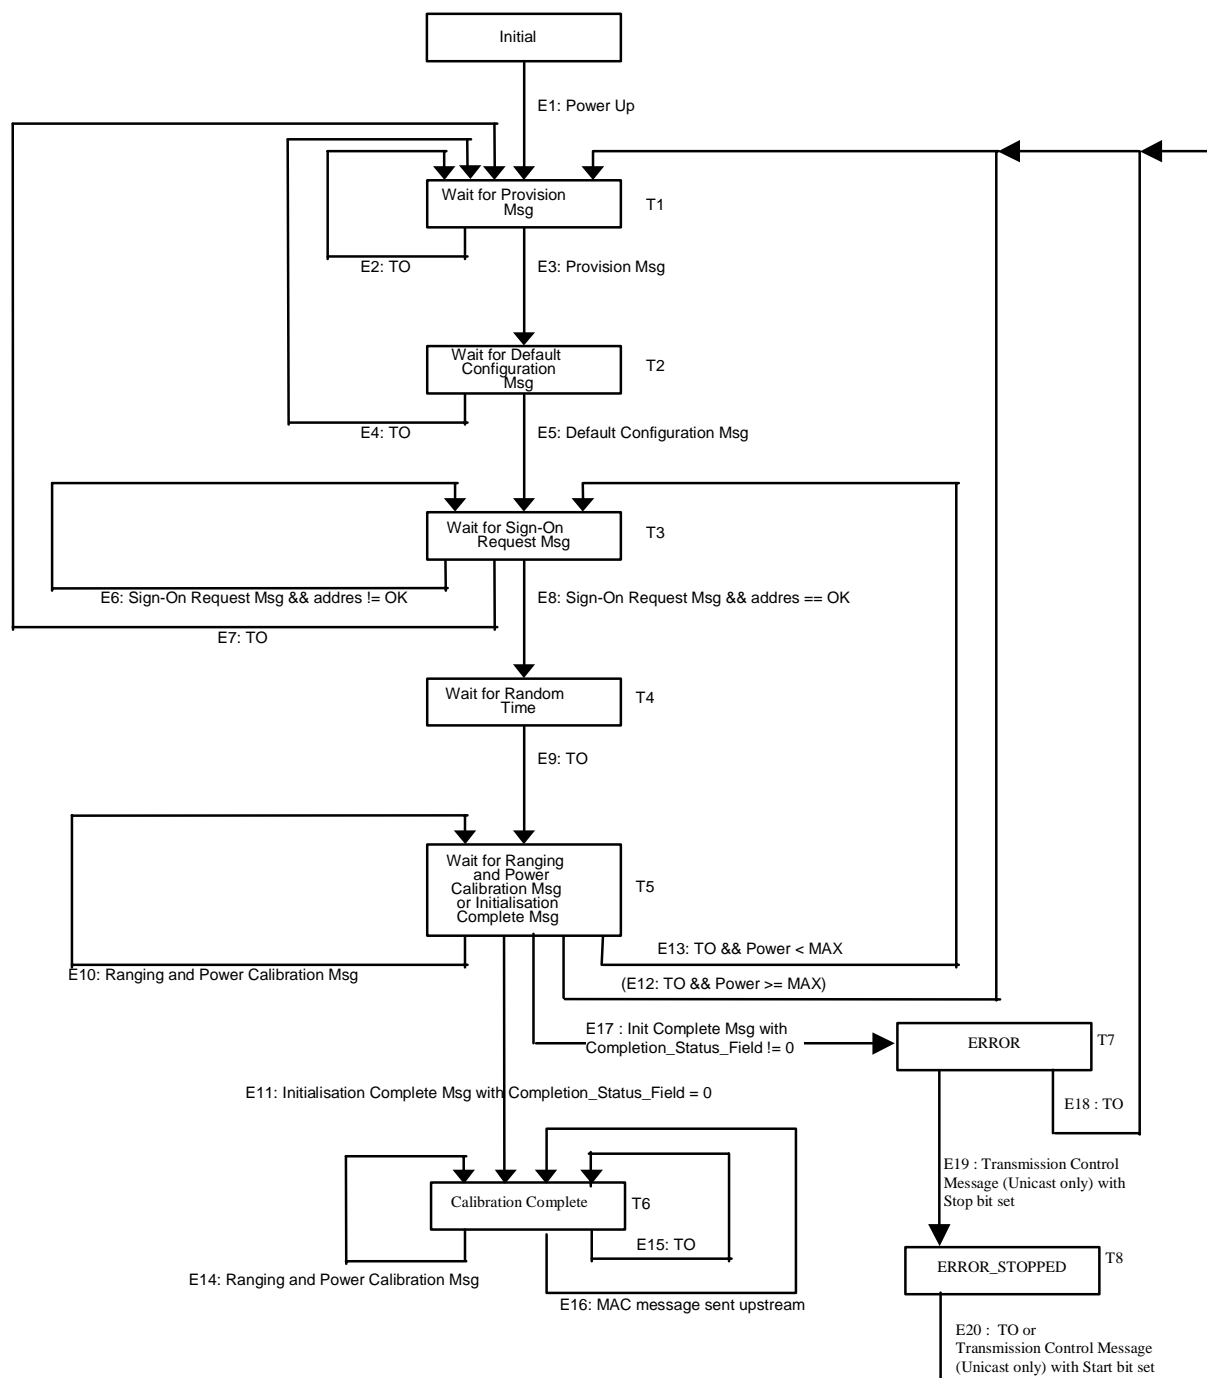 Initial
E1: Power Up
Wait for Provision
Msg
T1
E2: TO
E3: Provision Msg
Wait for Default
Configuration
Msg
T2
E4: TO
E5: Default Configuration Msg
Wait for Sign-On
Request Msg
T3
E6: Sign-On Request Msg && addres != OK
E8: Sign-On Request Msg && addres == OK
E7: TO
Wait for Random
Time
T4
E9: TO
Wait for Ranging
and Power
Calibration Msg
or Initialisation
Complete Msg
T5
E13: TO && Power < MAX
E10: Ranging and Power Calibration Msg
(E12: TO && Power >= MAX)
E17 : Init Complete Msg with
Completion_Status_Field != 0
ERROR
T7
E11: Initialisation Complete Msg with Completion_Status_Field = 0
E18 : TO
E19 : Transmission Control
Message (Unicast only) with
Stop bit set
Calibration Complete
T6
E15: TO
E14: Ranging and Power Calibration Msg
E16: MAC message sent upstream
ERROR_STOPPED
T8
E20 : TO or
Transmission Control Message
(Unicast only) with Start bit set